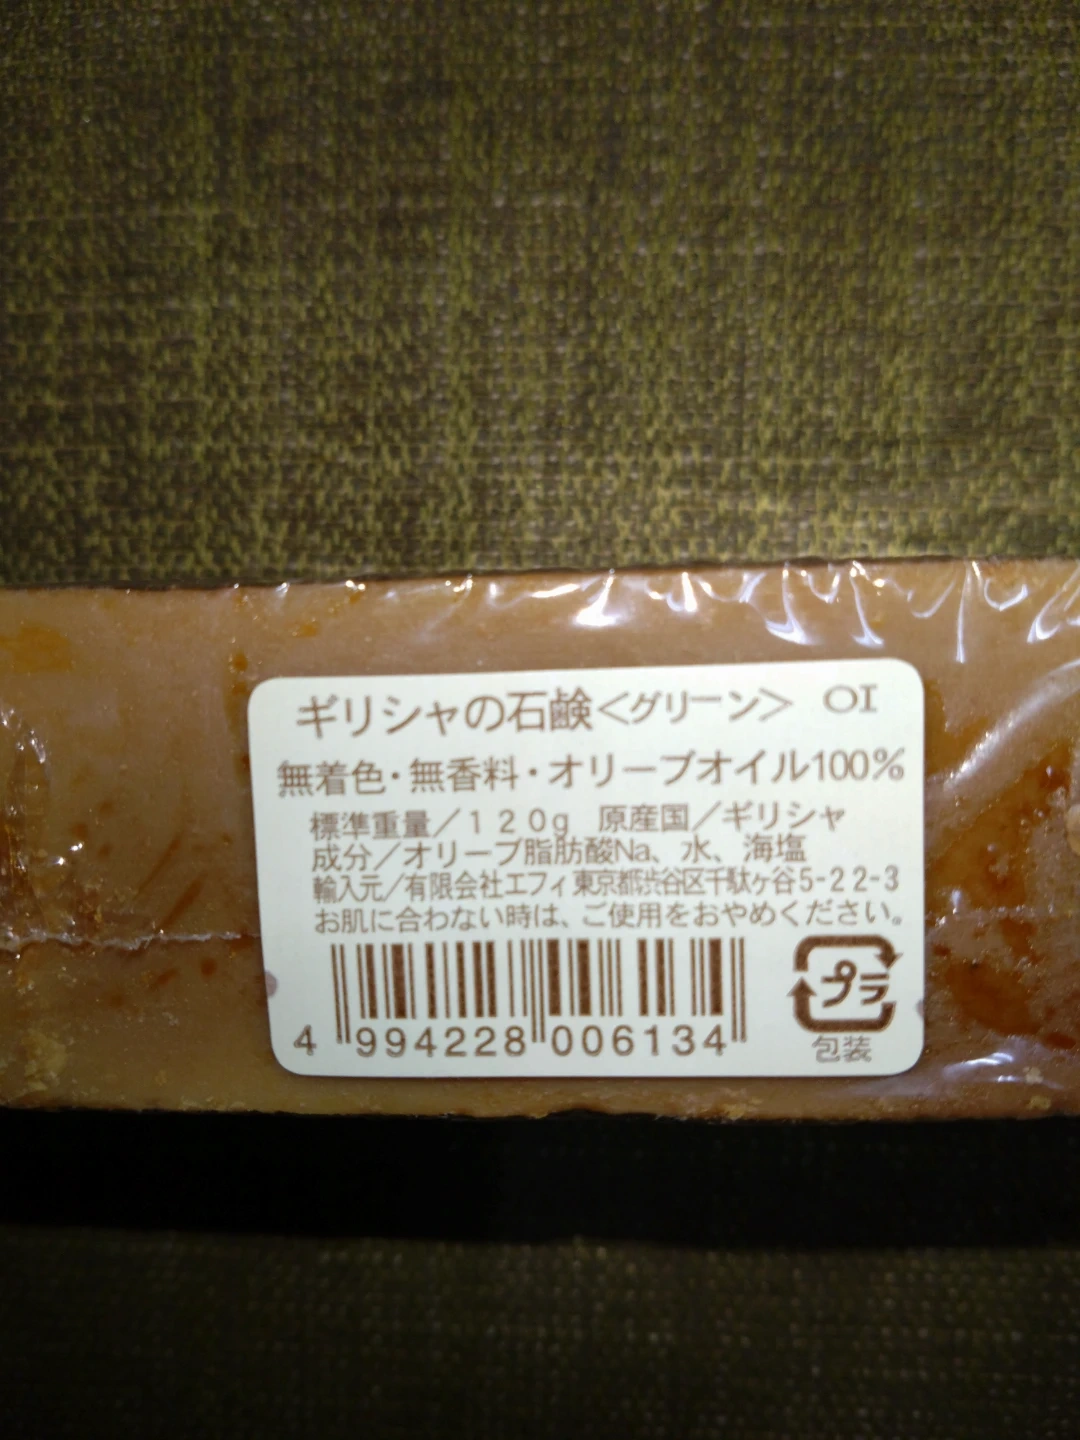 ギリシャの石鹸＜グリーン＞ OI
無着色・無香料・オリーブオイル100%
標準重量／１２０g 原産国／ギリシャ
成分／オリーブ脂肪酸Na、水、海塩
輸入元／有限会社エフィ 東京都渋谷区千駄ヶ谷5-22-3
お肌に合わない時は、ご使用をおやめください。
4 994228 006134
プラ
包装